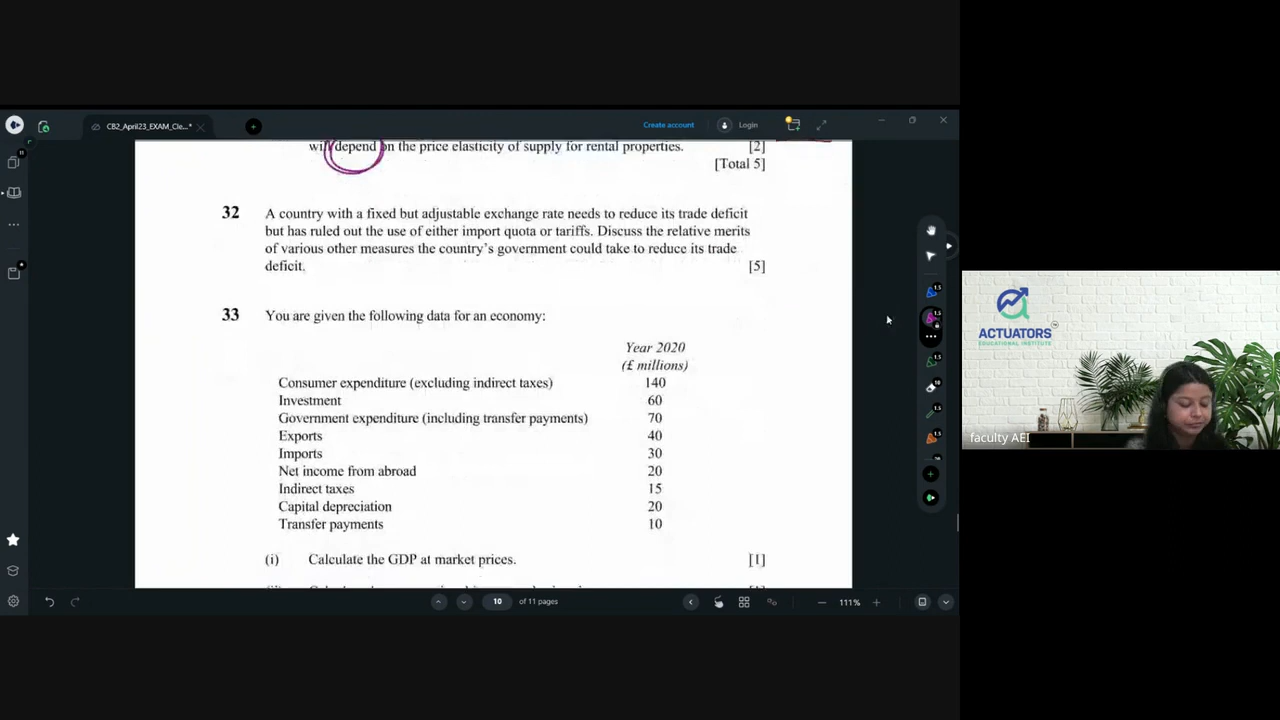 CB2_April23_EXAM_Cle...*
Create account
Login
will depend on the price elasticity of supply for rental properties. [2]
[Total 5]
32 A country with a fixed but adjustable exchange rate needs to reduce its trade deficit
but has ruled out the use of either import quota or tariffs. Discuss the relative merits
of various other measures the country's government could take to reduce its trade
deficit. [5]
33 You are given the following data for an economy:
Year 2020
(£ millions)
Consumer expenditure (excluding indirect taxes) 140
Investment 60
Government expenditure (including transfer payments) 70
Exports 40
Imports 30
Net income from abroad 20
Indirect taxes 15
Capital depreciation 20
Transfer payments 10
(i) Calculate the GDP at market prices. [1]
10 of 11 pages
111%
ACTUATORS
EDUCATIONAL INSTITUTE
faculty AEI